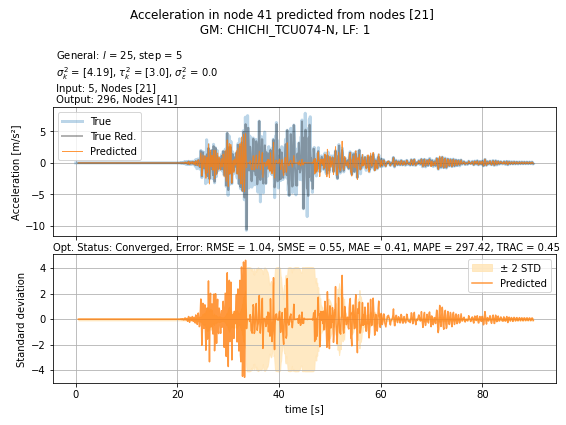 Acceleration in node 41 predicted from nodes [21]
GM: CHICHI_TCU074-N, LF: 1
General: l = 25, step = 5
σ²ₖ = [4.19], τ²ₖ = [3.0], σ²ε = 0.0
Input: 5, Nodes [21]
Output: 296, Nodes [41]
Acceleration [m/s²]
5
0
−5
−10
True
True Red.
Predicted
Opt. Status: Converged, Error: RMSE = 1.04, SMSE = 0.55, MAE = 0.41, MAPE = 297.42, TRAC = 0.45
Standard deviation
4
2
0
−2
−4
± 2 STD
Predicted
0 20 40 60 80
time [s]